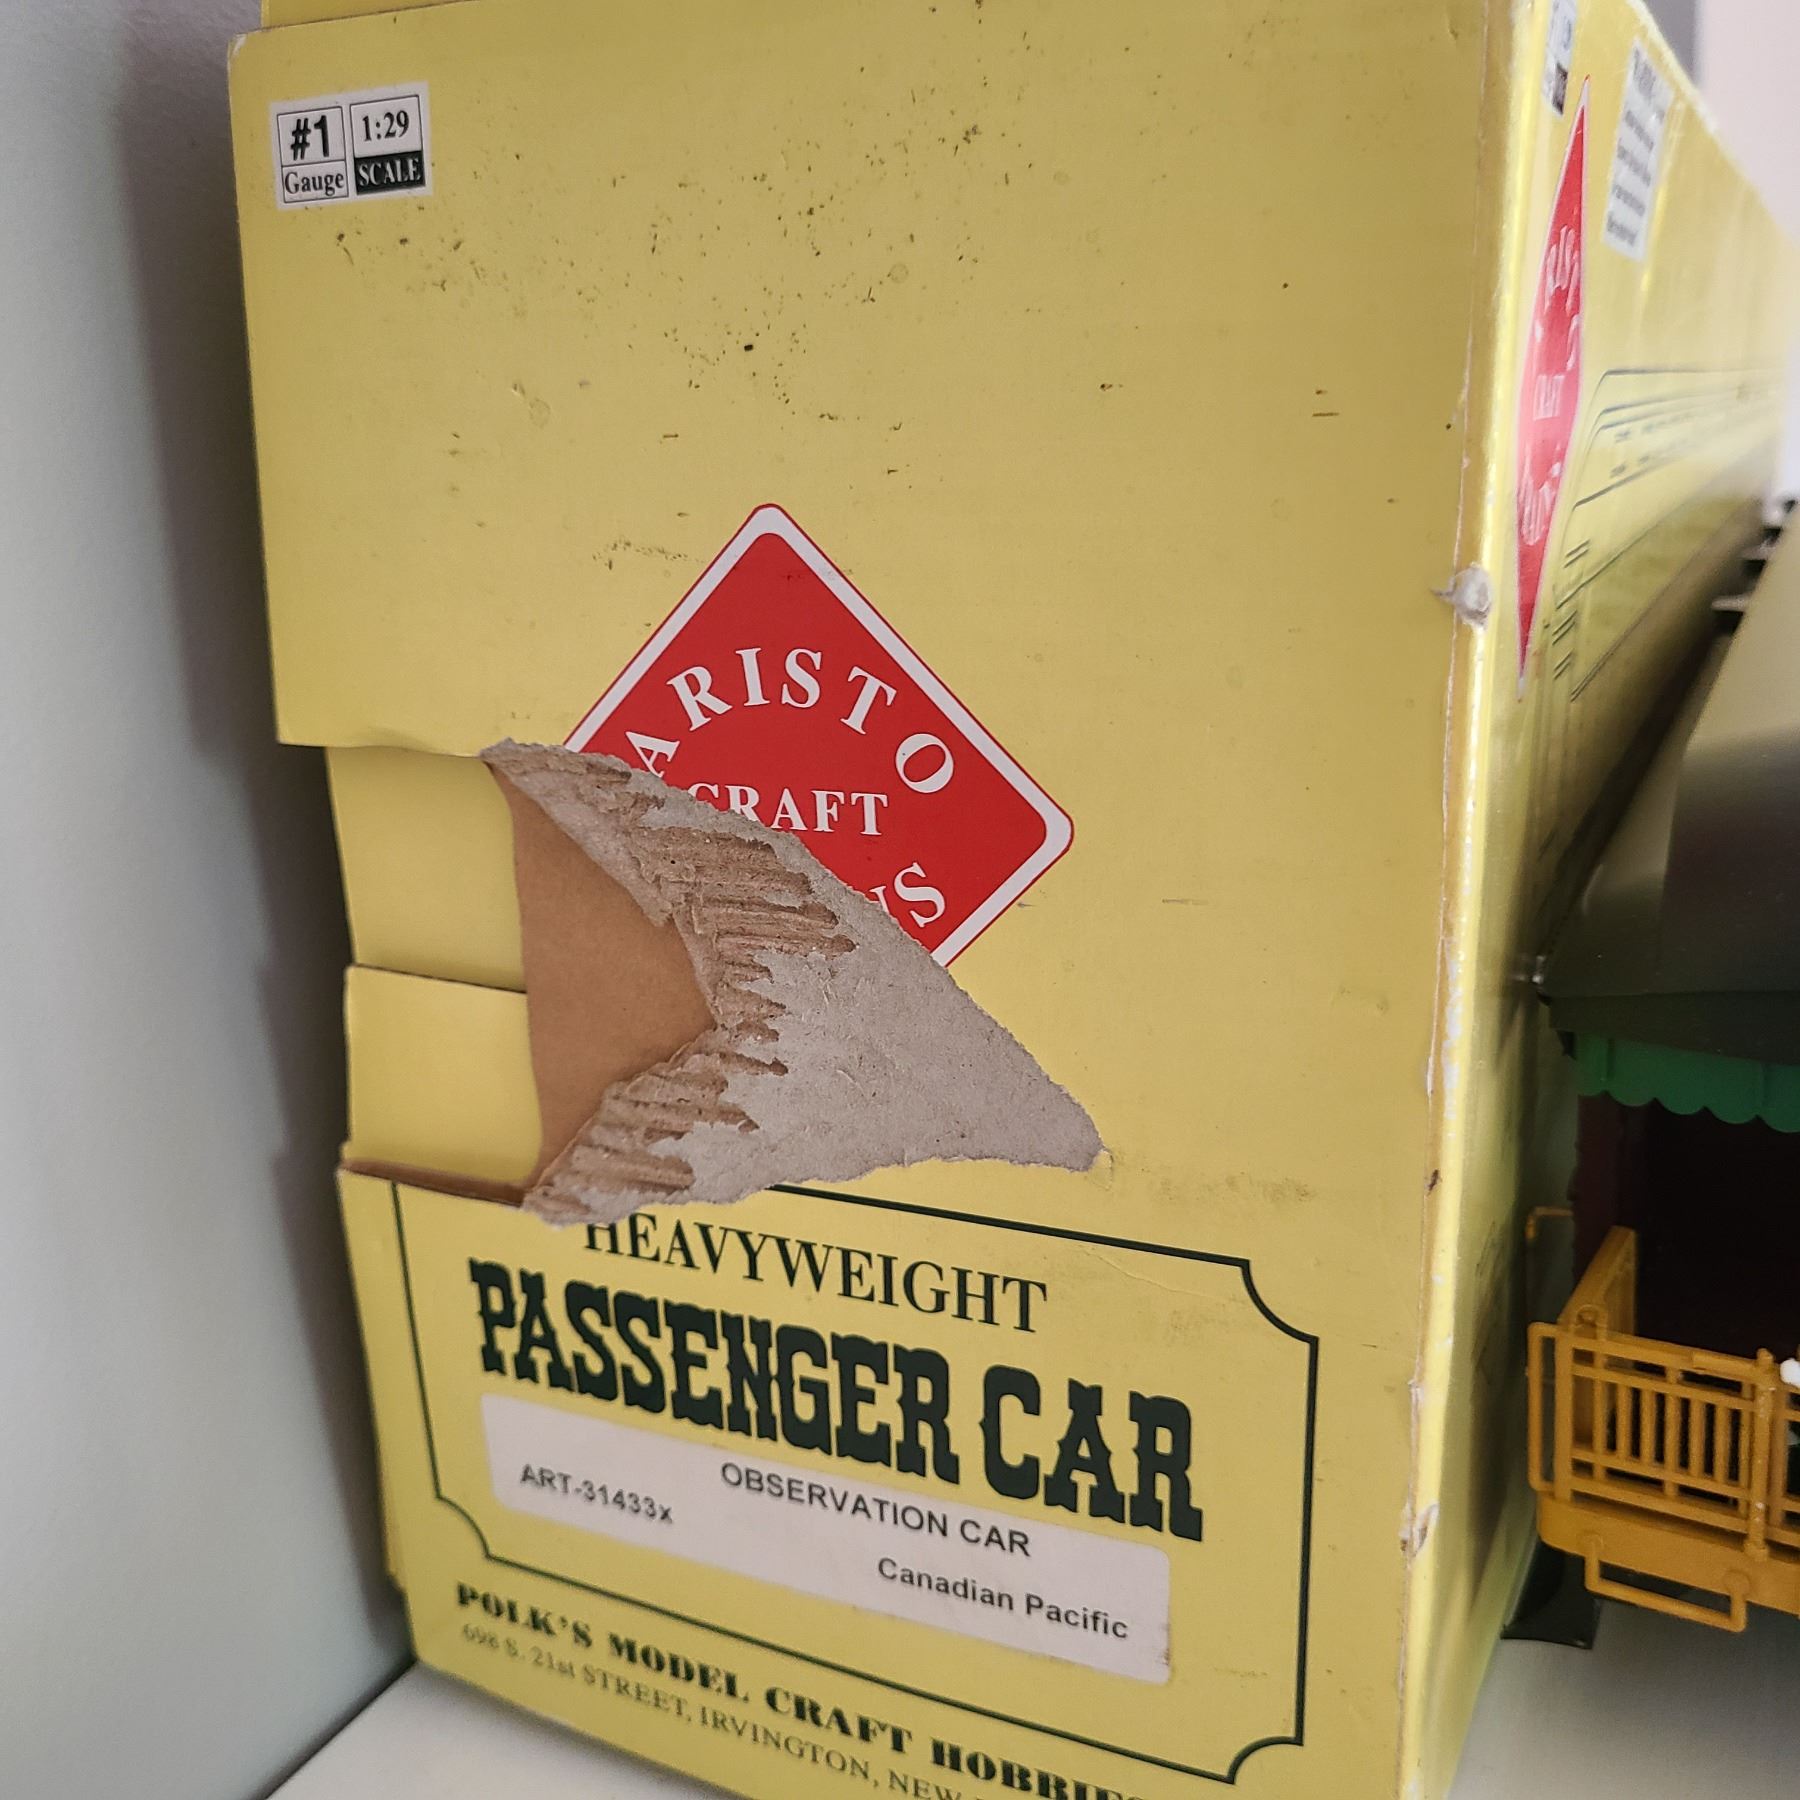 #1
Gauge
1:29
SCALE
ARISTO
CRAFT
HEAVYWEIGHT
PASSENGER CAR
OBSERVATION CAR
ART-31433x
Canadian Pacific
POLK'S MODEL CRAFT HOBBIES
698 S. 21st STREET, IRVINGTON, NEW